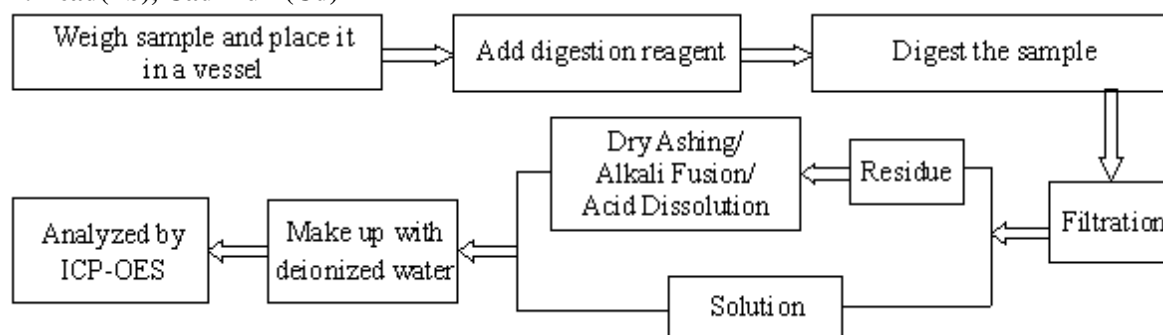 Weigh sample and place it
in a vessel
Add digestion reagent
Digest the sample
Filtration
Residue
Dry Ashing/
Alkali Fusion/
Acid Dissolution
Solution
Make up with
deionized water
Analyzed by
ICP-OES